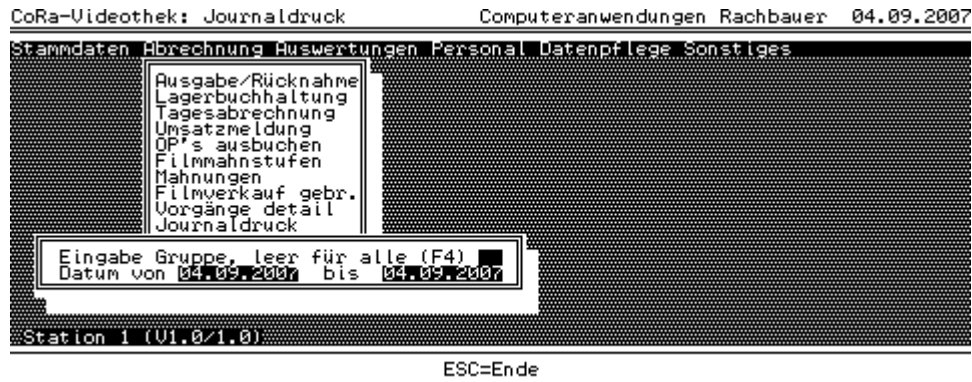 CoRa-Videothek: Journaldruck Computeranwendungen Rachbauer 04.09.2007
Stammdaten Abrechnung Auswertungen Personal Datenpflege Sonstiges
Ausgabe/Rücknahme
Lagerbuchhaltung
Tagesabrechnung
Umsatzmeldung
OP's ausbuchen
Filmmahnstufen
Mahnungen
Filmverkauf gebr.
Vorgänge detail
Journaldruck
Eingabe Gruppe, leer für alle (F4)
Datum von 04.09.2007 bis 04.09.2007
Station 1 (V1.0/1.0)
ESC=Ende